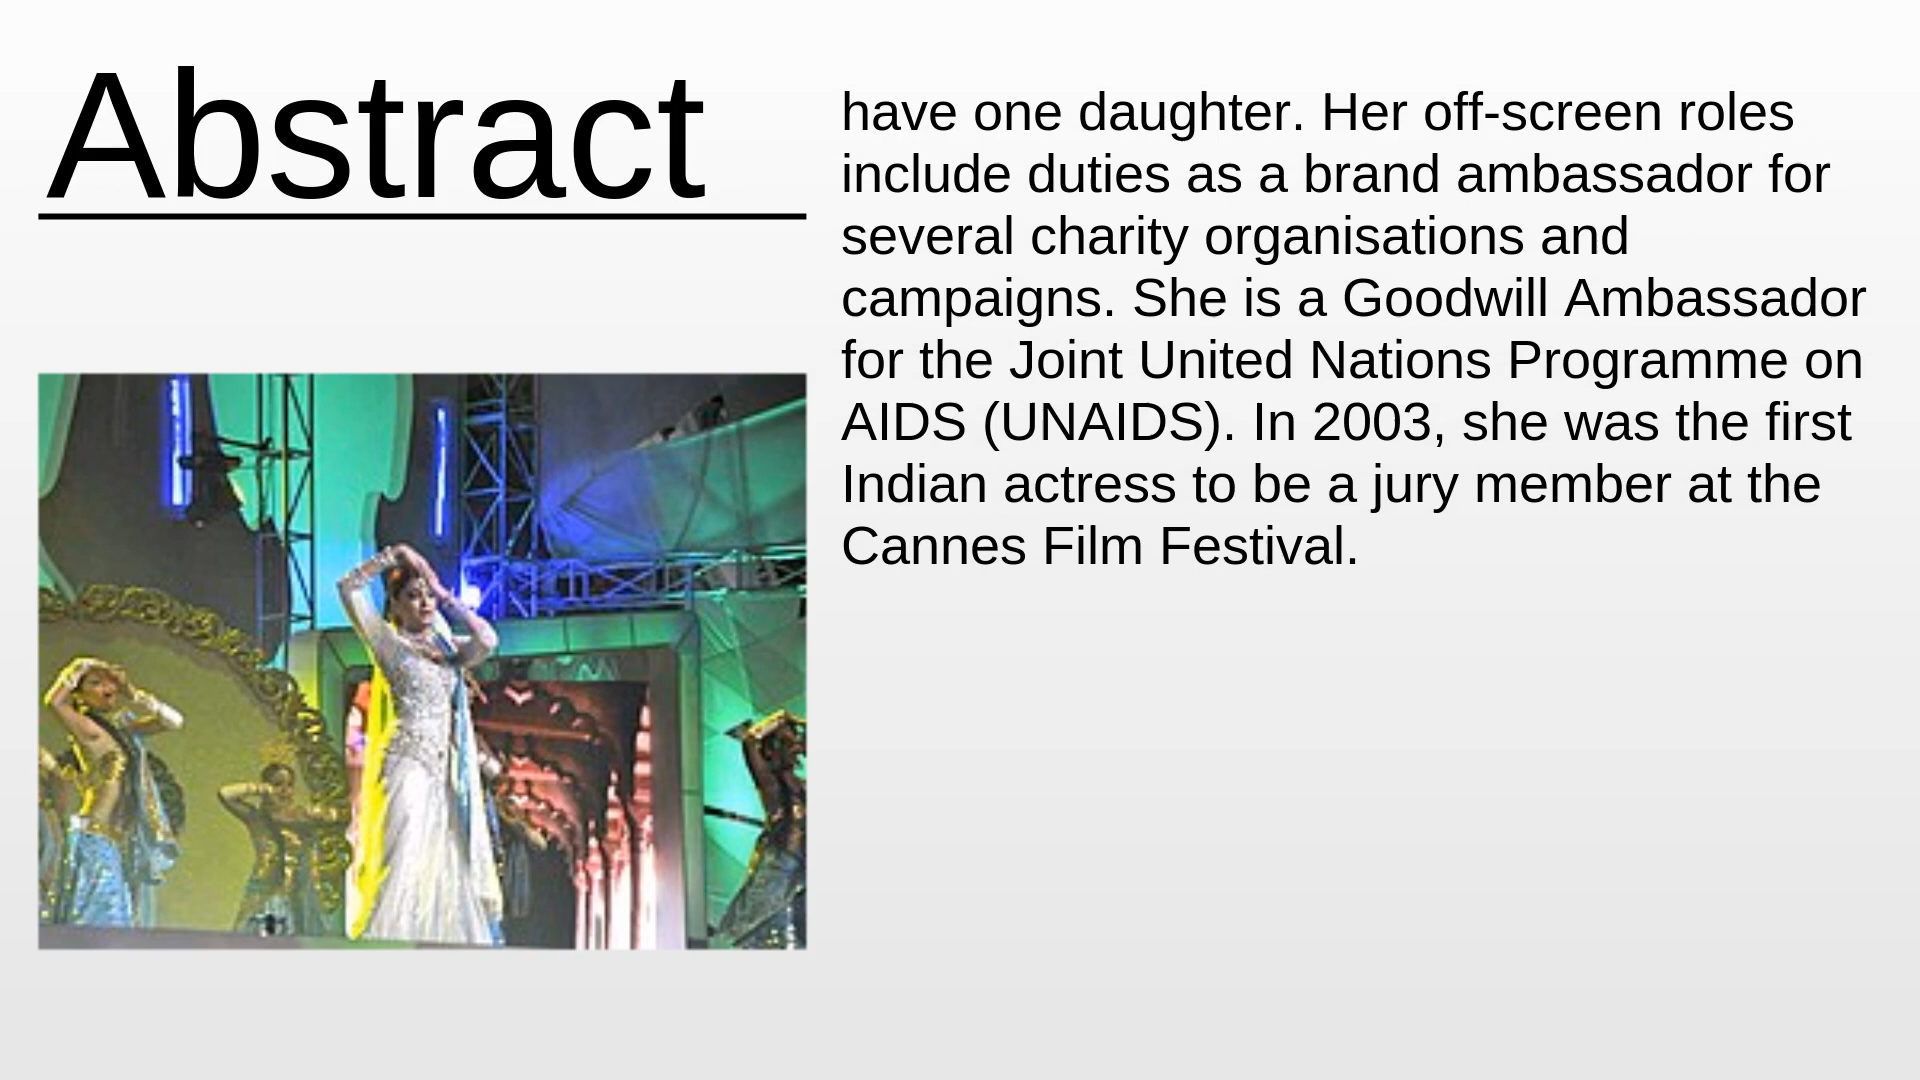 Abstract
have one daughter. Her off-screen roles
include duties as a brand ambassador for
several charity organisations and
campaigns. She is a Goodwill Ambassador
for the Joint United Nations Programme on
AIDS (UNAIDS). In 2003, she was the first
Indian actress to be a jury member at the
Cannes Film Festival.